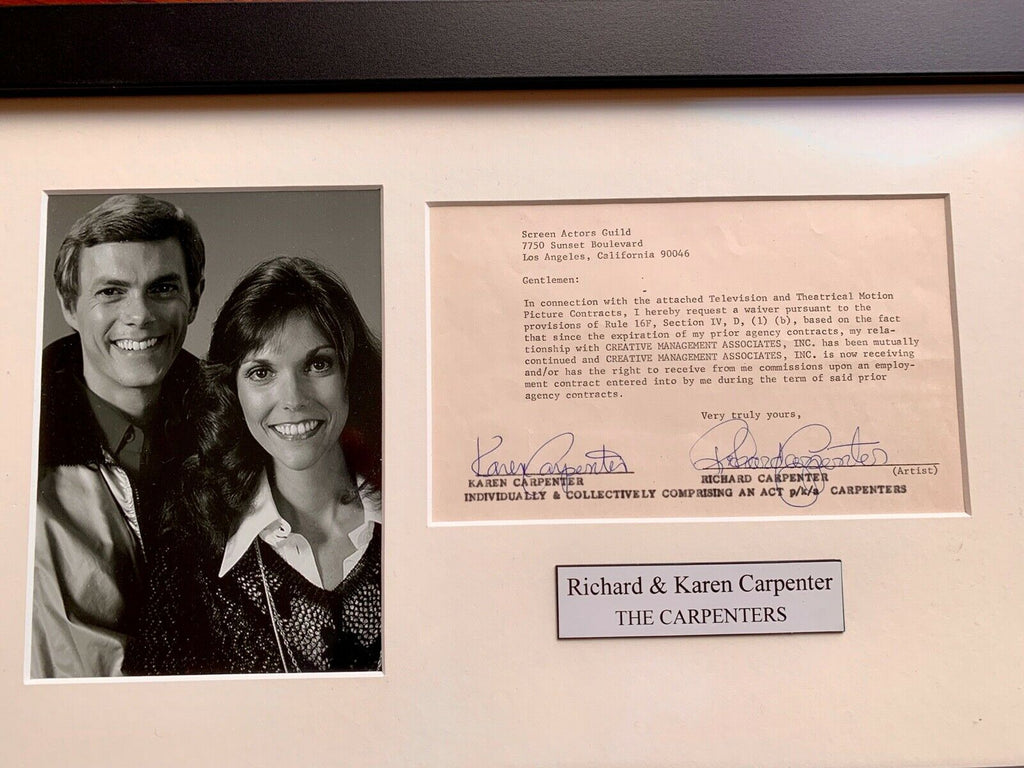 Screen Actors Guild
7750 Sunset Boulevard
Los Angeles, California 90046
Gentlemen:
In connection with the attached Television and Theatrical Motion
Picture Contracts, I hereby request a waiver pursuant to the
provisions of Rule 16F, Section IV, D, (1) (b), based on the fact
that since the expiration of my prior agency contracts, my rela-
tionship with CREATIVE MANAGEMENT ASSOCIATES, INC. has been mutually
continued and CREATIVE MANAGEMENT ASSOCIATES, INC. is now receiving
and/or has the right to receive from me commissions upon an employ-
ment contract entered into by me during the term of said prior
agency contracts.
Very truly yours,
Karen Carpenter Richard Carpenter
(Artist)
KAREN CARPENTER RICHARD CARPENTER
INDIVIDUALLY & COLLECTIVELY COMPRISING AN ACT p/k/a CARPENTERS
Richard & Karen Carpenter
THE CARPENTERS